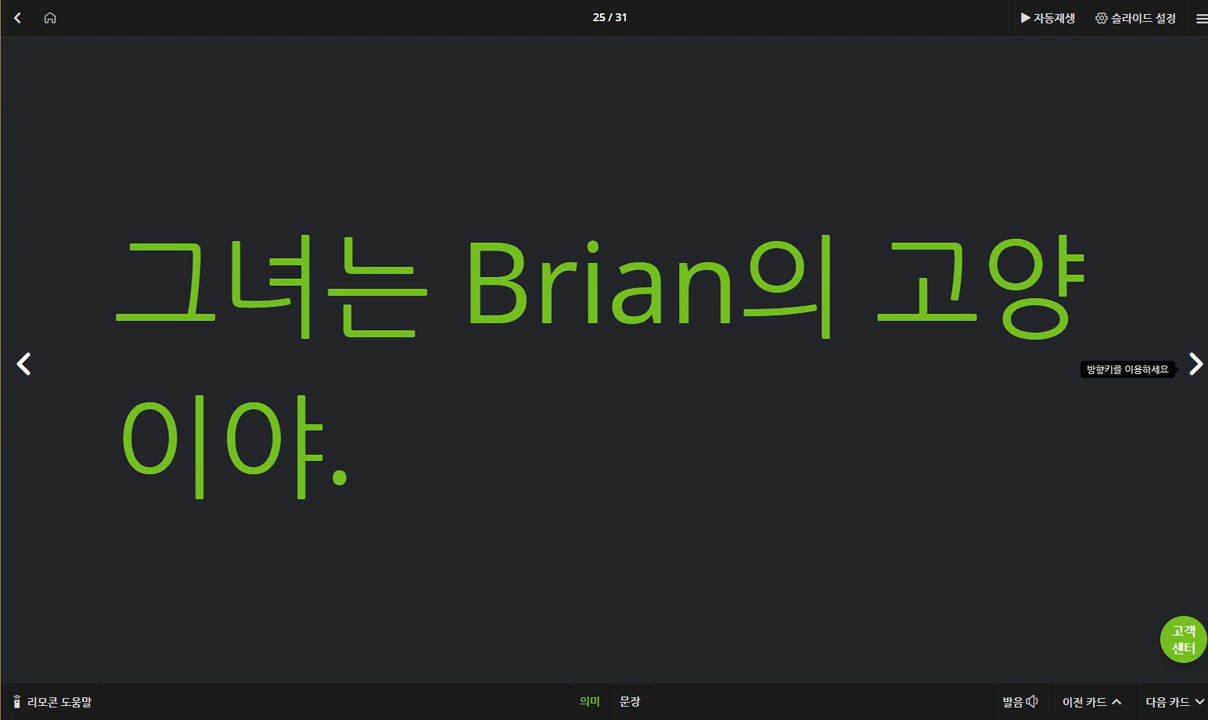 25 / 31
자동재생
슬라이드 설정
그녀는 Brian의 고양
이야.
방향키를 이용하세요
고객
센터
리모콘 도움말
의미
문장
발음
이전 카드
다음 카드